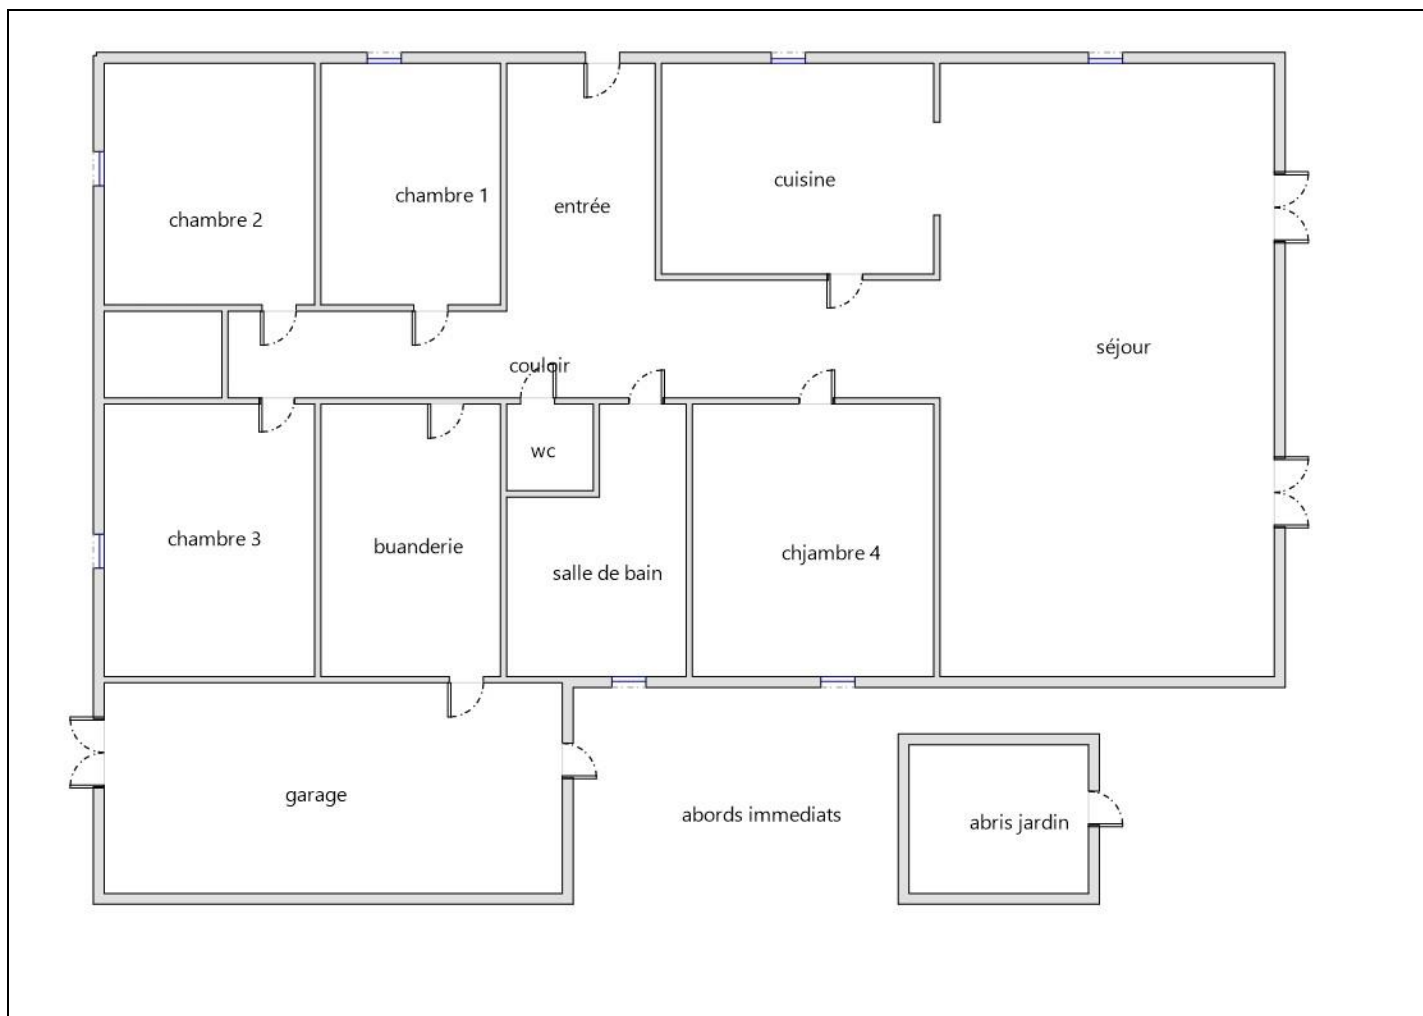 cuisine
chambre 1
entrée
chambre 2
séjour
couloir
wc
chambre 3
buanderie
chjambre 4
salle de bain
garage
abords immediats
abris jardin